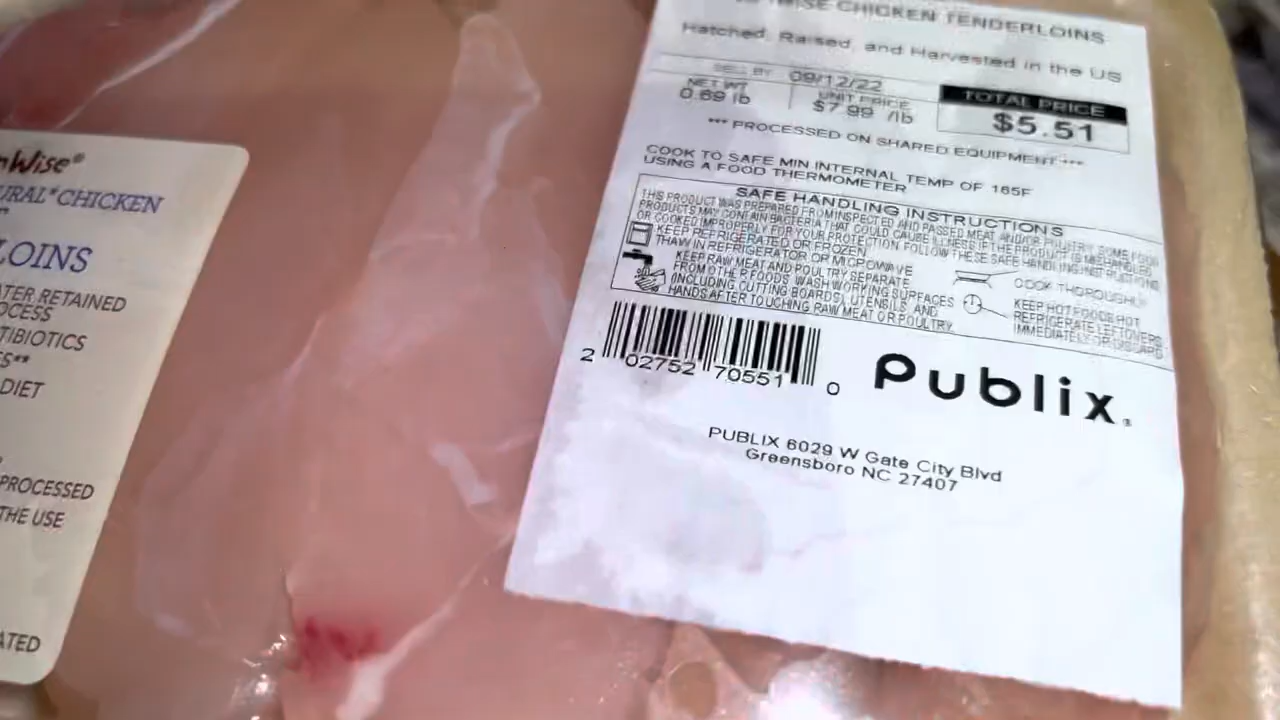 nWise®
URAL* CHICKEN
LOINS
ATER RETAINED
OCESS
TIBIOTICS
S**
DIET
PROCESSED
THE USE
ATED
WISE CHICKEN TENDERLOINS
Hatched, Raised, and Harvested in the US
SELL BY 09/12/22
NET WT UNIT PRICE TOTAL PRICE
0.69 lb $7.99 /lb $5.51
*** PROCESSED ON SHARED EQUIPMENT ***
COOK TO SAFE MIN INTERNAL TEMP OF 165F
USING A FOOD THERMOMETER
SAFE HANDLING INSTRUCTIONS
THIS PRODUCT WAS PREPARED FROM INSPECTED AND PASSED MEAT AND/OR POULTRY. SOME FOOD
PRODUCTS MAY CONTAIN BACTERIA THAT COULD CAUSE ILLNESS IF THE PRODUCT IS MISHANDLED
OR COOKED IMPROPERLY. FOR YOUR PROTECTION, FOLLOW THESE SAFE HANDLING INSTRUCTIONS.
KEEP REFRIGERATED OR FROZEN.
THAW IN REFRIGERATOR OR MICROWAVE
KEEP RAW MEAT AND POULTRY SEPARATE
FROM OTHER FOODS. WASH WORKING SURFACES
(INCLUDING CUTTING BOARDS), UTENSILS, AND
HANDS AFTER TOUCHING RAW MEAT OR POULTRY.
COOK THOROUGHLY.
KEEP HOT FOODS HOT.
REFRIGERATE LEFTOVERS
IMMEDIATELY OR DISCARD.
2 02752 70551 0
Publix®
PUBLIX 6029 W Gate City Blvd
Greensboro NC 27407